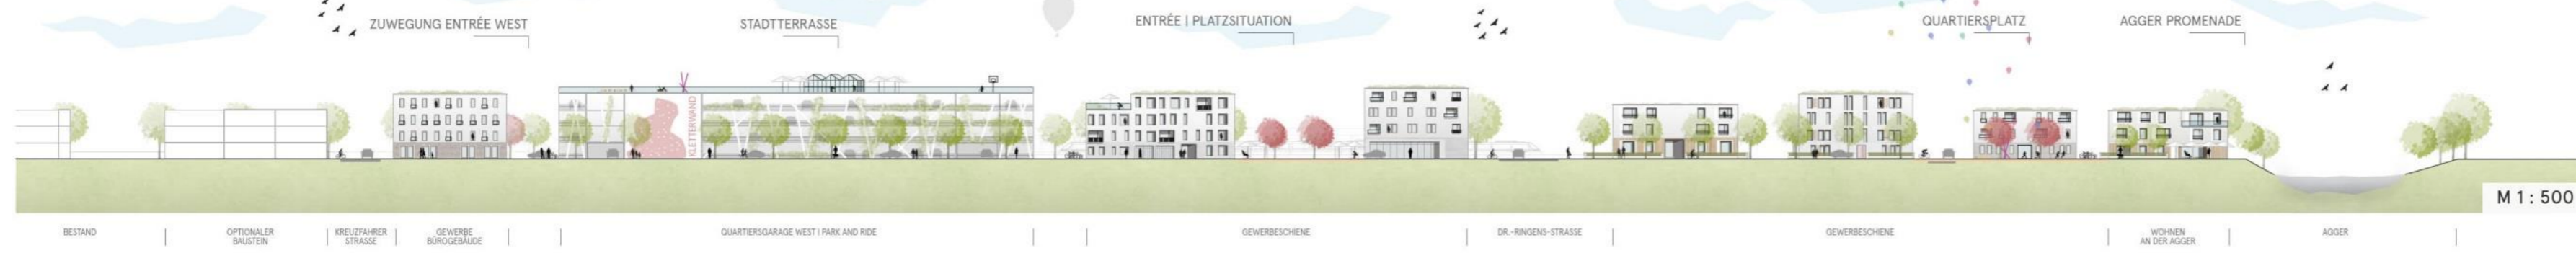 ZUWEGUNG ENTRÉE WEST
STADTTERRASSE
ENTRÉE | PLATZSITUATION
QUARTIERSPLATZ
AGGER PROMENADE
KLETTERWAND
M 1 : 500
BESTAND
OPTIONALER
BAUSTEIN
KREUZFAHRER
STRASSE
GEWERBE
BÜROGEBÄUDE
QUARTIERSGARAGE WEST | PARK AND RIDE
GEWERBESCHIENE
DR.-RINGENS-STRASSE
GEWERBESCHIENE
WOHNEN
AN DER AGGER
AGGER